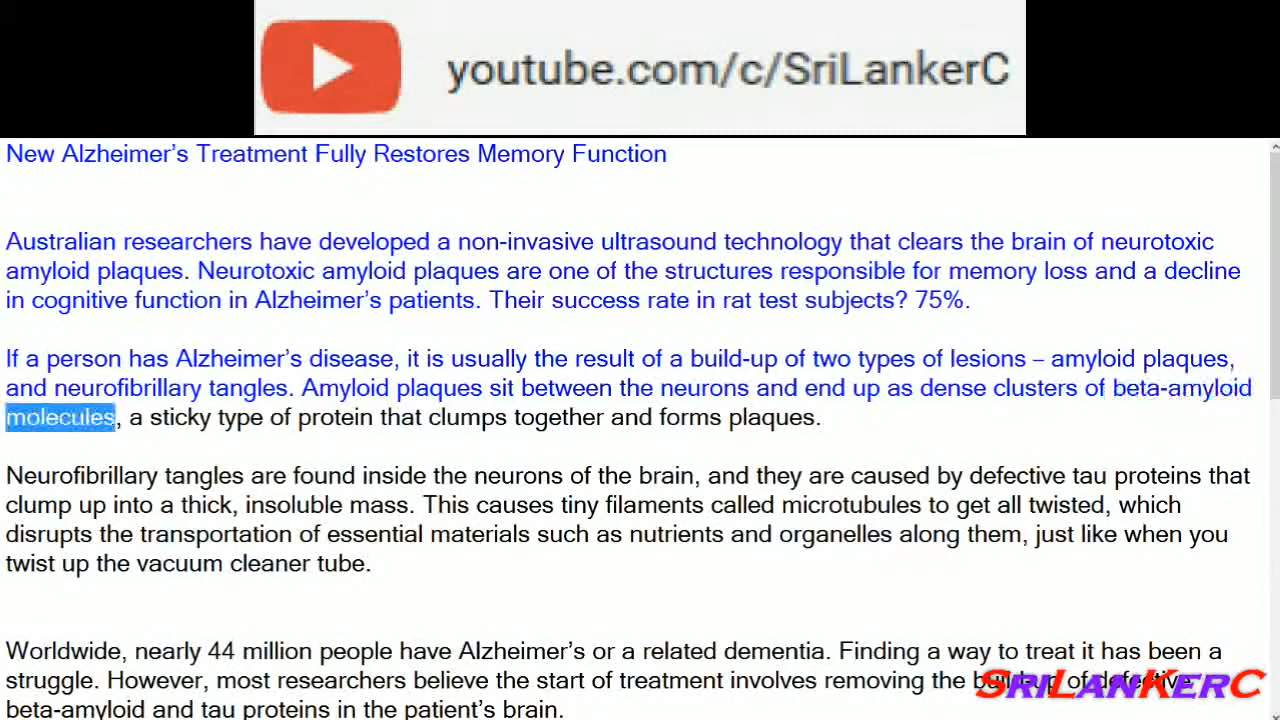 youtube.com/c/SriLankerC
New Alzheimer’s Treatment Fully Restores Memory Function
Australian researchers have developed a non-invasive ultrasound technology that clears the brain of neurotoxic
amyloid plaques. Neurotoxic amyloid plaques are one of the structures responsible for memory loss and a decline
in cognitive function in Alzheimer’s patients. Their success rate in rat test subjects? 75%.
If a person has Alzheimer’s disease, it is usually the result of a build-up of two types of lesions – amyloid plaques,
and neurofibrillary tangles. Amyloid plaques sit between the neurons and end up as dense clusters of beta-amyloid
molecules, a sticky type of protein that clumps together and forms plaques.
Neurofibrillary tangles are found inside the neurons of the brain, and they are caused by defective tau proteins that
clump up into a thick, insoluble mass. This causes tiny filaments called microtubules to get all twisted, which
disrupts the transportation of essential materials such as nutrients and organelles along them, just like when you
twist up the vacuum cleaner tube.
Worldwide, nearly 44 million people have Alzheimer’s or a related dementia. Finding a way to treat it has been a
struggle. However, most researchers believe the start of treatment involves removing the build-up of defective
beta-amyloid and tau proteins in the patient’s brain.
SRiLANKERC